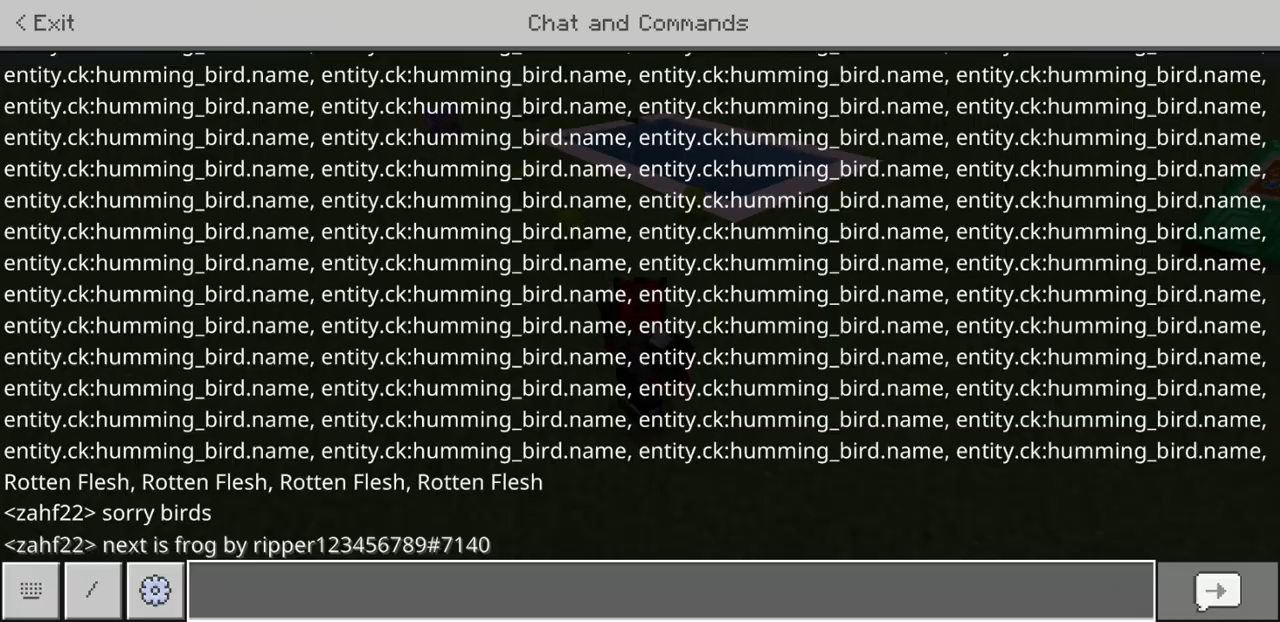 < Exit
Chat and Commands
entity.ck:humming_bird.name, entity.ck:humming_bird.name, entity.ck:humming_bird.name, entity.ck:humming_bird.name,
entity.ck:humming_bird.name, entity.ck:humming_bird.name, entity.ck:humming_bird.name, entity.ck:humming_bird.name,
entity.ck:humming_bird.name, entity.ck:humming_bird.name, entity.ck:humming_bird.name, entity.ck:humming_bird.name,
entity.ck:humming_bird.name, entity.ck:humming_bird.name, entity.ck:humming_bird.name, entity.ck:humming_bird.name,
entity.ck:humming_bird.name, entity.ck:humming_bird.name, entity.ck:humming_bird.name, entity.ck:humming_bird.name,
entity.ck:humming_bird.name, entity.ck:humming_bird.name, entity.ck:humming_bird.name, entity.ck:humming_bird.name,
entity.ck:humming_bird.name, entity.ck:humming_bird.name, entity.ck:humming_bird.name, entity.ck:humming_bird.name,
entity.ck:humming_bird.name, entity.ck:humming_bird.name, entity.ck:humming_bird.name, entity.ck:humming_bird.name,
entity.ck:humming_bird.name, entity.ck:humming_bird.name, entity.ck:humming_bird.name, entity.ck:humming_bird.name,
entity.ck:humming_bird.name, entity.ck:humming_bird.name, entity.ck:humming_bird.name, entity.ck:humming_bird.name,
entity.ck:humming_bird.name, entity.ck:humming_bird.name, entity.ck:humming_bird.name, entity.ck:humming_bird.name,
entity.ck:humming_bird.name, entity.ck:humming_bird.name, entity.ck:humming_bird.name, entity.ck:humming_bird.name,
entity.ck:humming_bird.name, entity.ck:humming_bird.name, entity.ck:humming_bird.name, entity.ck:humming_bird.name,
Rotten Flesh, Rotten Flesh, Rotten Flesh, Rotten Flesh
<zahf22> sorry birds
<zahf22> next is frog by ripper123456789#7140
/